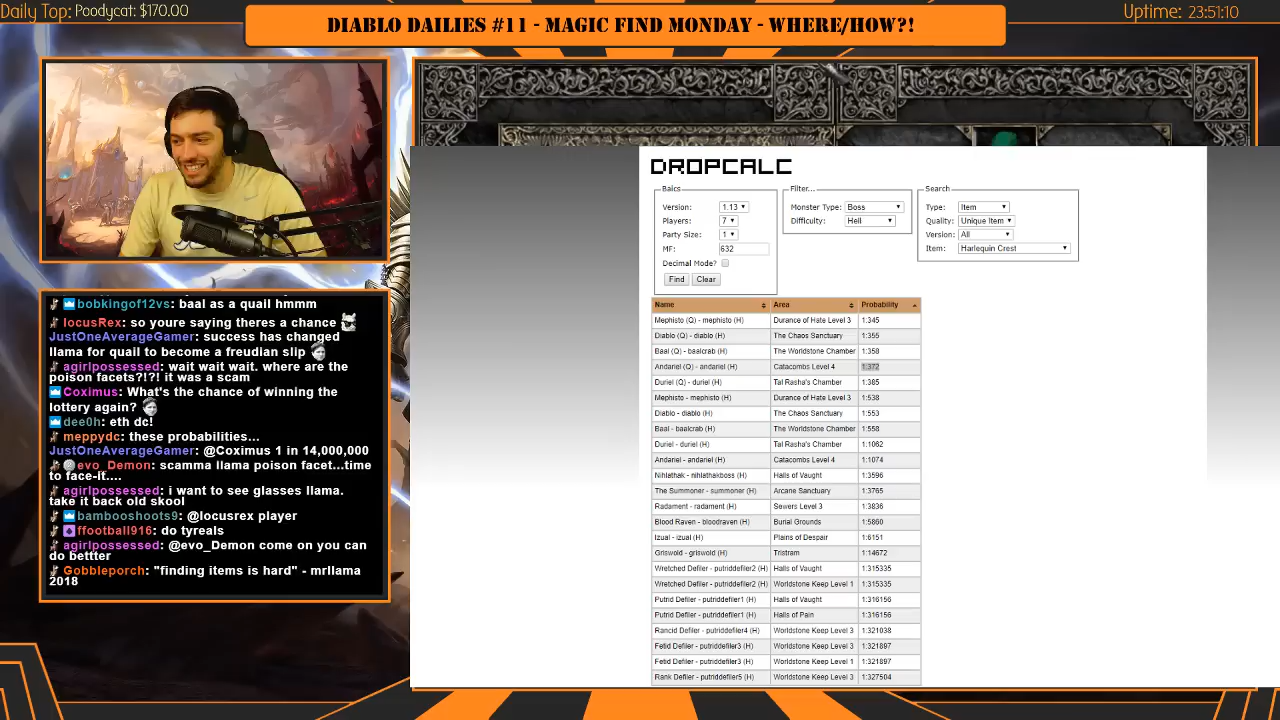 Daily Top: Poodycat: $170.00
DIABLO DAILIES #11 - MAGIC FIND MONDAY - WHERE/HOW?!
Uptime: 23:51:10
bobkingof12vs: baal as a quail hmmm
locusRex: so youre saying theres a chance
JustOneAverageGamer: success has changed
llama for quail to become a freudian slip
agirlpossessed: wait wait wait. where are the
poison facets?!?! it was a scam
Coximus: What's the chance of winning the
lottery again?
dee0h: eth dc!
meppydc: these probabilities...
JustOneAverageGamer: @Coximus 1 in 14,000,000
evo_Demon: scamma llama poison facet...time
to face-it....
agirlpossessed: i want to see glasses llama.
take it back old skool
bambooshoots9: @locusrex player
ffootball916: do tyreals
agirlpossessed: @evo_Demon come on you can
do bettter
Gobbleporch: "finding items is hard" - mrllama
2018
DROPCALC
Baics
Version: 1.13
Players: 7
Party Size: 1
MF: 632
Decimal Mode?
Find Clear
Filter...
Monster Type: Boss
Difficulty: Hell
Search
Type: Item
Quality: Unique Item
Version: All
Item: Harlequin Crest
Name Area Probability
Mephisto (Q) - mephisto (H) Durance of Hate Level 3 1:345
Diablo (Q) - diablo (H) The Chaos Sanctuary 1:355
Baal (Q) - baalcrab (H) The Worldstone Chamber 1:358
Andariel (Q) - andariel (H) Catacombs Level 4 1:372
Duriel (Q) - duriel (H) Tal Rasha's Chamber 1:385
Mephisto - mephisto (H) Durance of Hate Level 3 1:538
Diablo - diablo (H) The Chaos Sanctuary 1:553
Baal - baalcrab (H) The Worldstone Chamber 1:558
Duriel - duriel (H) Tal Rasha's Chamber 1:1062
Andariel - andariel (H) Catacombs Level 4 1:1074
Nihlathak - nihlathakboss (H) Halls of Vaught 1:3596
The Summoner - summoner (H) Arcane Sanctuary 1:3765
Radament - radament (H) Sewers Level 3 1:3836
Blood Raven - bloodraven (H) Burial Grounds 1:5860
Izual - izual (H) Plains of Despair 1:6151
Griswold - griswold (H) Tristram 1:14672
Wretched Defiler - putriddefiler2 (H) Halls of Vaught 1:315335
Wretched Defiler - putriddefiler2 (H) Worldstone Keep Level 1 1:315335
Putrid Defiler - putriddefiler1 (H) Halls of Vaught 1:316156
Putrid Defiler - putriddefiler1 (H) Halls of Pain 1:316156
Rancid Defiler - putriddefiler4 (H) Worldstone Keep Level 3 1:321038
Fetid Defiler - putriddefiler3 (H) Worldstone Keep Level 3 1:321897
Fetid Defiler - putriddefiler3 (H) Worldstone Keep Level 1 1:321897
Rank Defiler - putriddefiler5 (H) Worldstone Keep Level 3 1:327504